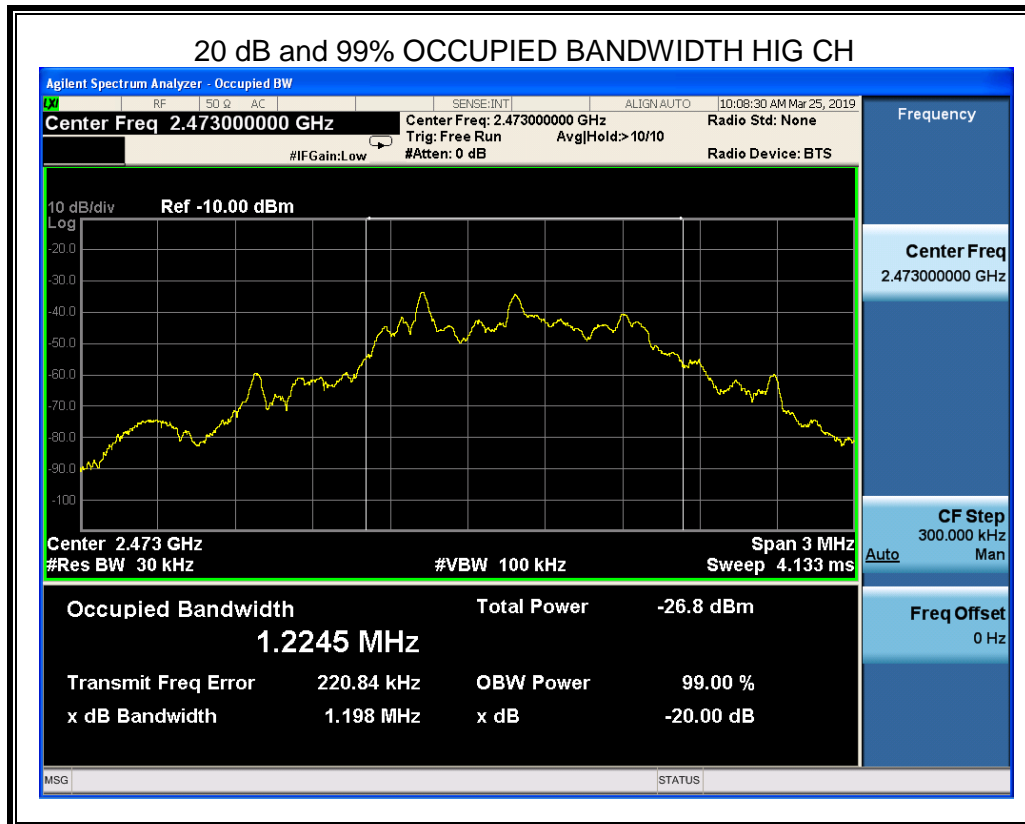 20 dB and 99% OCCUPIED BANDWIDTH HIG CH
Agilent Spectrum Analyzer - Occupied BW
LXI RF 50 Ω AC SENSE:INT ALIGN AUTO 10:08:30 AM Mar 25, 2019
Center Freq 2.473000000 GHz
Center Freq: 2.473000000 GHz Radio Std: None
Trig: Free Run Avg|Hold:>10/10
#IFGain:Low #Atten: 0 dB Radio Device: BTS
10 dB/div Ref -10.00 dBm
Log
-20.0
-30.0
-40.0
-50.0
-60.0
-70.0
-80.0
-90.0
-100
Center 2.473 GHz Span 3 MHz
#Res BW 30 kHz #VBW 100 kHz Sweep 4.133 ms
Occupied Bandwidth Total Power -26.8 dBm
1.2245 MHz
Transmit Freq Error 220.84 kHz OBW Power 99.00 %
x dB Bandwidth 1.198 MHz x dB -20.00 dB
MSG STATUS
Frequency
Center Freq
2.473000000 GHz
CF Step
300.000 kHz
Auto Man
Freq Offset
0 Hz